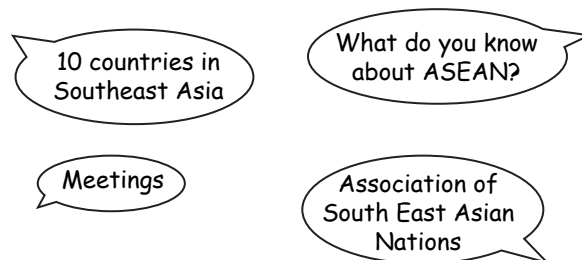 10 countries in
Southeast Asia
What do you know
about ASEAN?
Meetings
Association of
South East Asian
Nations